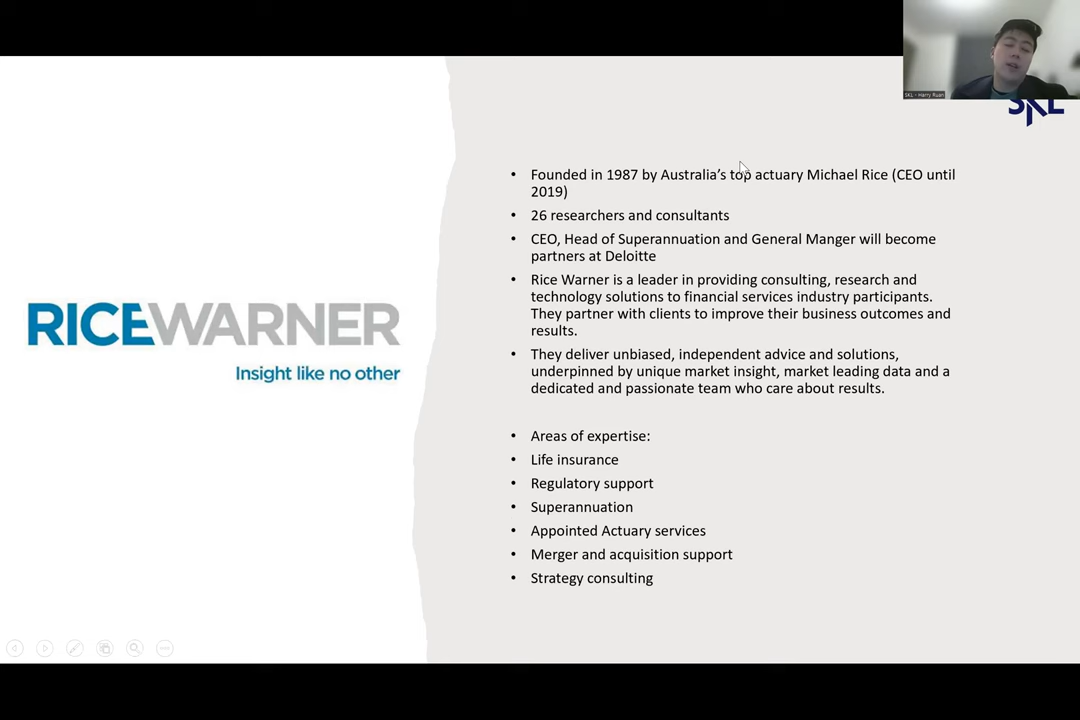 SKL - Harry Ruan
SKL
• Founded in 1987 by Australia's top actuary Michael Rice (CEO until
2019)
• 26 researchers and consultants
• CEO, Head of Superannuation and General Manger will become
partners at Deloitte
• Rice Warner is a leader in providing consulting, research and
technology solutions to financial services industry participants.
They partner with clients to improve their business outcomes and
results.
• They deliver unbiased, independent advice and solutions,
underpinned by unique market insight, market leading data and a
dedicated and passionate team who care about results.
RICEWARNER
Insight like no other
• Areas of expertise:
• Life insurance
• Regulatory support
• Superannuation
• Appointed Actuary services
• Merger and acquisition support
• Strategy consulting